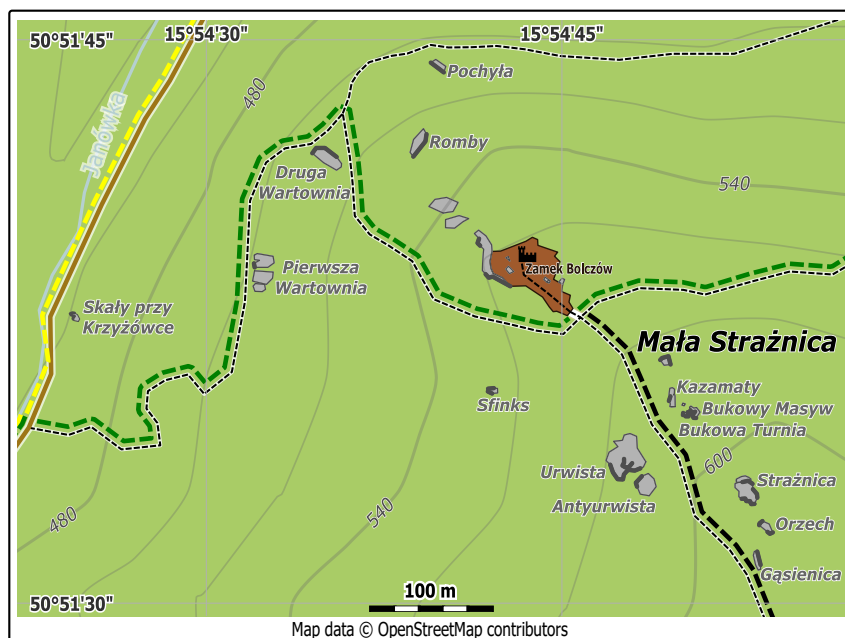 50°51'45"
15°54'30"
15°54'45"
Pochyła
480
Janówka
Romby
Druga
Wartownia
540
Zamek Bolczów
Pierwsza
Wartownia
Skały przy
Krzyżówce
Mała Strażnica
Kazamaty
Sfinks
Bukowy Masyw
Bukowa Turnia
600
Urwista
Strażnica
Antyurwista
480
540
Orzech
Gąsienica
50°51'30"
100 m
Map data © OpenStreetMap contributors